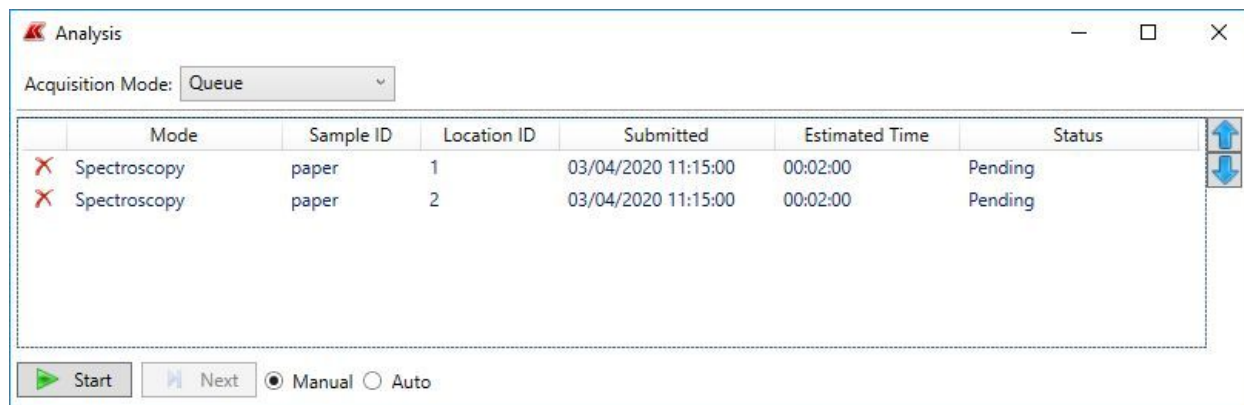 Analysis
Acquisition Mode: Queue
Mode Sample ID Location ID Submitted Estimated Time Status
Spectroscopy paper 1 03/04/2020 11:15:00 00:02:00 Pending
Spectroscopy paper 2 03/04/2020 11:15:00 00:02:00 Pending
Start Next Manual Auto